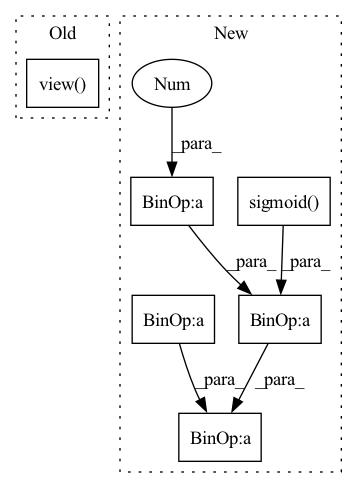 Old
New
view()
Num
_para_
BinOp:a
sigmoid()
_para_
_para_
BinOp:a
BinOp:a
_para_
_para_
BinOp:a